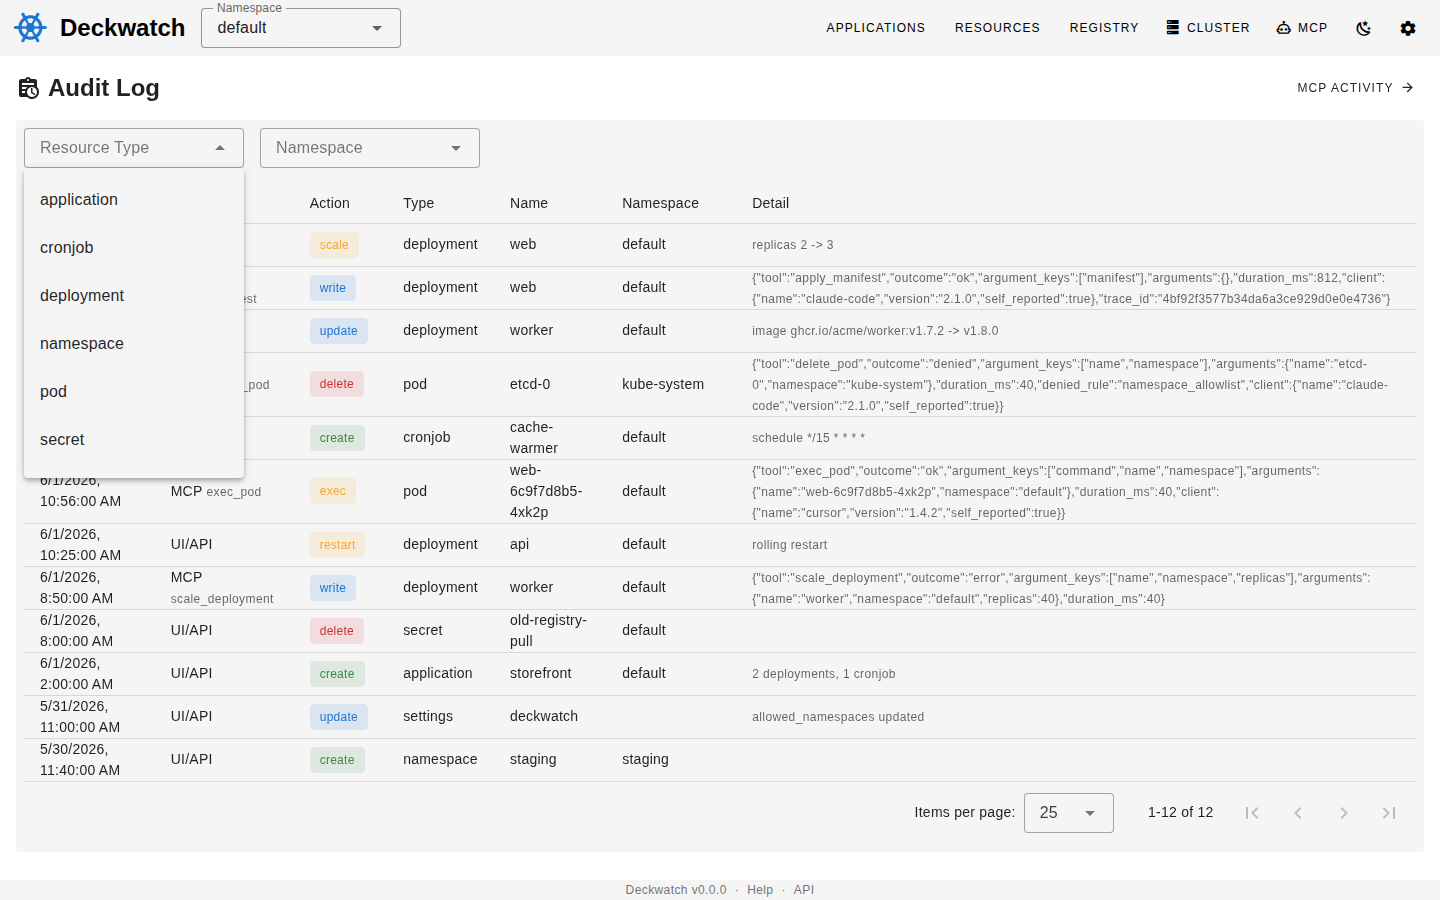 Deckwatch
Namespace
default
APPLICATIONS
RESOURCES
REGISTRY
CLUSTER
MCP
Audit Log
MCP ACTIVITY
Resource Type
Namespace
application
cronjob
deployment
namespace
pod
secret
Action Type Name Namespace Detail
scale deployment web default replicas 2 -> 3
est write deployment web default
{"tool":"apply_manifest","outcome":"ok","argument_keys":["manifest"],"arguments":{},"duration_ms":812,"client":
{"name":"claude-code","version":"2.1.0","self_reported":true},"trace_id":"4bf92f3577b34da6a3ce929d0e0e4736"}
update deployment worker default image ghcr.io/acme/worker:v1.7.2 -> v1.8.0
_pod delete pod etcd-0 kube-system
{"tool":"delete_pod","outcome":"denied","argument_keys":["name","namespace"],"arguments":{"name":"etcd-
0","namespace":"kube-system"},"duration_ms":40,"denied_rule":"namespace_allowlist","client":{"name":"claude-
code","version":"2.1.0","self_reported":true}}
create cronjob
cache-
warmer
default schedule */15 * * * *
6/1/2026,
10:56:00 AM
MCP exec_pod exec pod
web-
6c9f7d8b5-
4xk2p
default
{"tool":"exec_pod","outcome":"ok","argument_keys":["command","name","namespace"],"arguments":
{"name":"web-6c9f7d8b5-4xk2p","namespace":"default"},"duration_ms":40,"client":
{"name":"cursor","version":"1.4.2","self_reported":true}}
6/1/2026,
10:25:00 AM
UI/API restart deployment api default rolling restart
6/1/2026,
8:50:00 AM
MCP
scale_deployment
write deployment worker default
{"tool":"scale_deployment","outcome":"error","argument_keys":["name","namespace","replicas"],"arguments":
{"name":"worker","namespace":"default","replicas":40},"duration_ms":40}
6/1/2026,
8:00:00 AM
UI/API delete secret
old-registry-
pull
default
6/1/2026,
2:00:00 AM
UI/API create application storefront default 2 deployments, 1 cronjob
5/31/2026,
11:00:00 AM
UI/API update settings deckwatch allowed_namespaces updated
5/30/2026,
11:40:00 AM
UI/API create namespace staging staging
Items per page: 25 1-12 of 12
Deckwatch v0.0.0 · Help · API